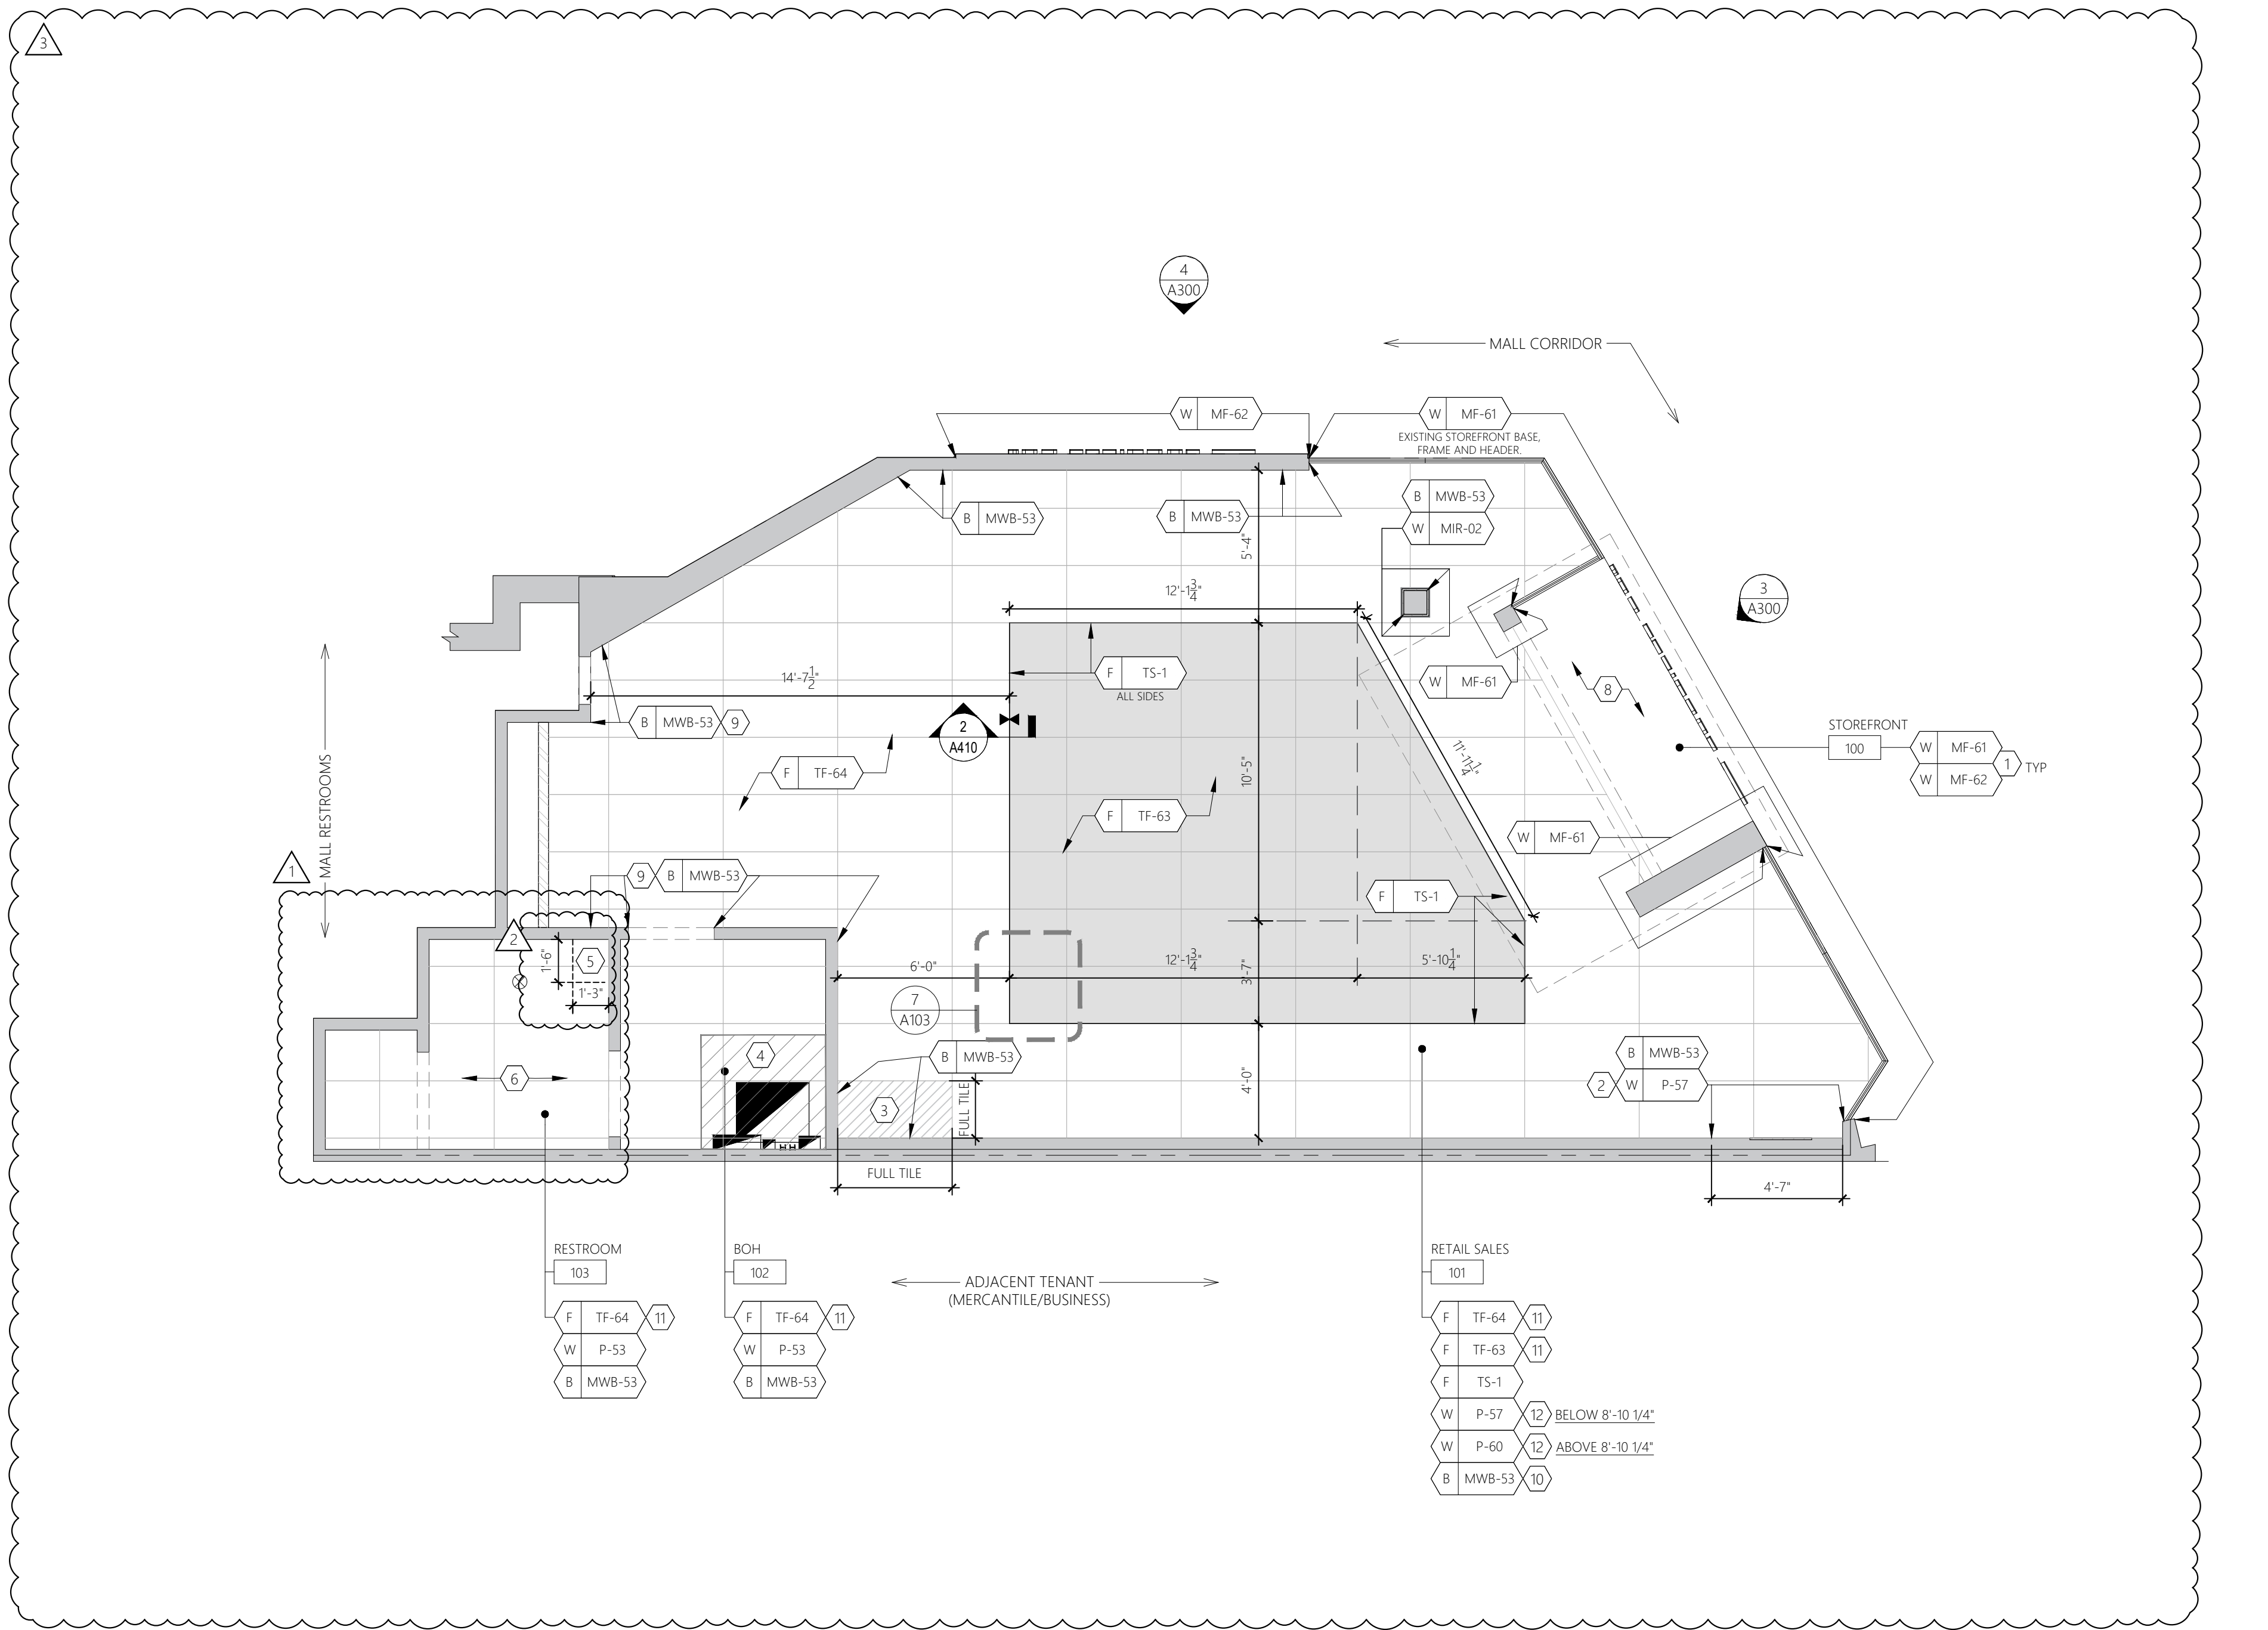 3
4
A300
MALL CORRIDOR
W MF-62
W MF-61
EXISTING STOREFRONT BASE,
FRAME AND HEADER.
B MWB-53
B MWB-53
B MWB-53
W MIR-02
5'-4"
12'-1 3/4"
3
A300
F TS-1
ALL SIDES
W MF-61
8
14'-7 1/2"
B MWB-53 9
2
A410
STOREFRONT
100
W MF-61
W MF-62
1 TYP
F TF-64
10'-5"
11'-11 1/4"
MALL RESTROOMS
F TF-63
W MF-61
1
9 B MWB-53
F TS-1
2
1'-6"
5
1'-3"
6'-0"
12'-1 3/4"
3'-7"
5'-10 1/4"
7
A103
4
B MWB-53
B MWB-53
2 W P-57
6
3
FULL TILE
4'-0"
FULL TILE
4'-7"
RESTROOM
103
F TF-64 11
W P-53
B MWB-53
BOH
102
F TF-64 11
W P-53
B MWB-53
ADJACENT TENANT
(MERCANTILE/BUSINESS)
RETAIL SALES
101
F TF-64 11
F TF-63 11
F TS-1
W P-57 12 BELOW 8'-10 1/4"
W P-60 12 ABOVE 8'-10 1/4"
B MWB-53 10